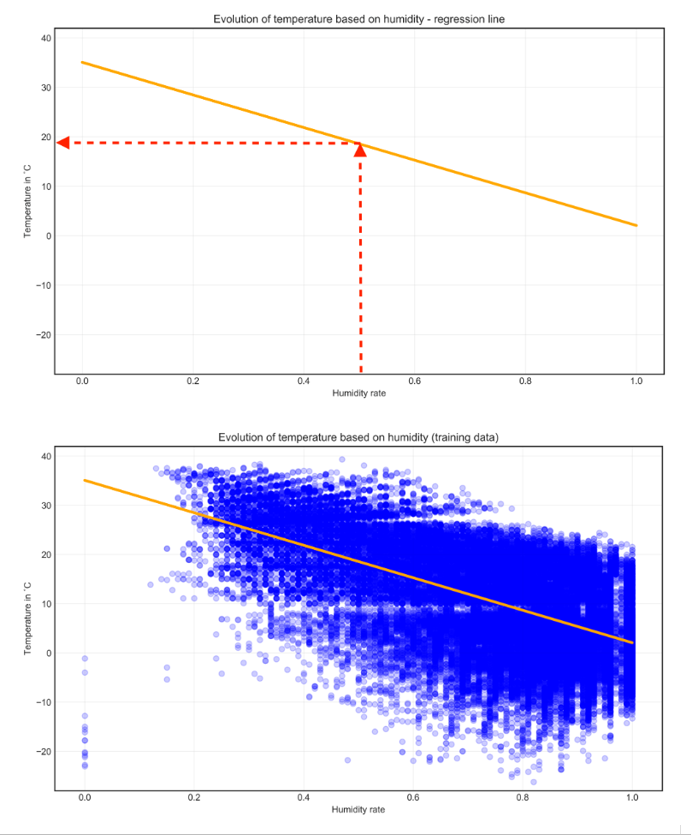 Evolution of temperature based on humidity - regression line
40
30
20
10
0
−10
−20
Temperature in ˚C
0.0 0.2 0.4 0.6 0.8 1.0
Humidity rate
Evolution of temperature based on humidity (training data)
40
30
20
10
0
−10
−20
Temperature in ˚C
0.0 0.2 0.4 0.6 0.8 1.0
Humidity rate